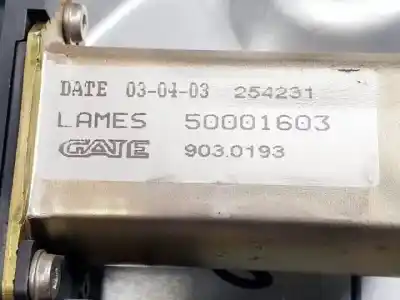 DATE 03-04-03 254231
LAMES 50001603
GATE 903.0193